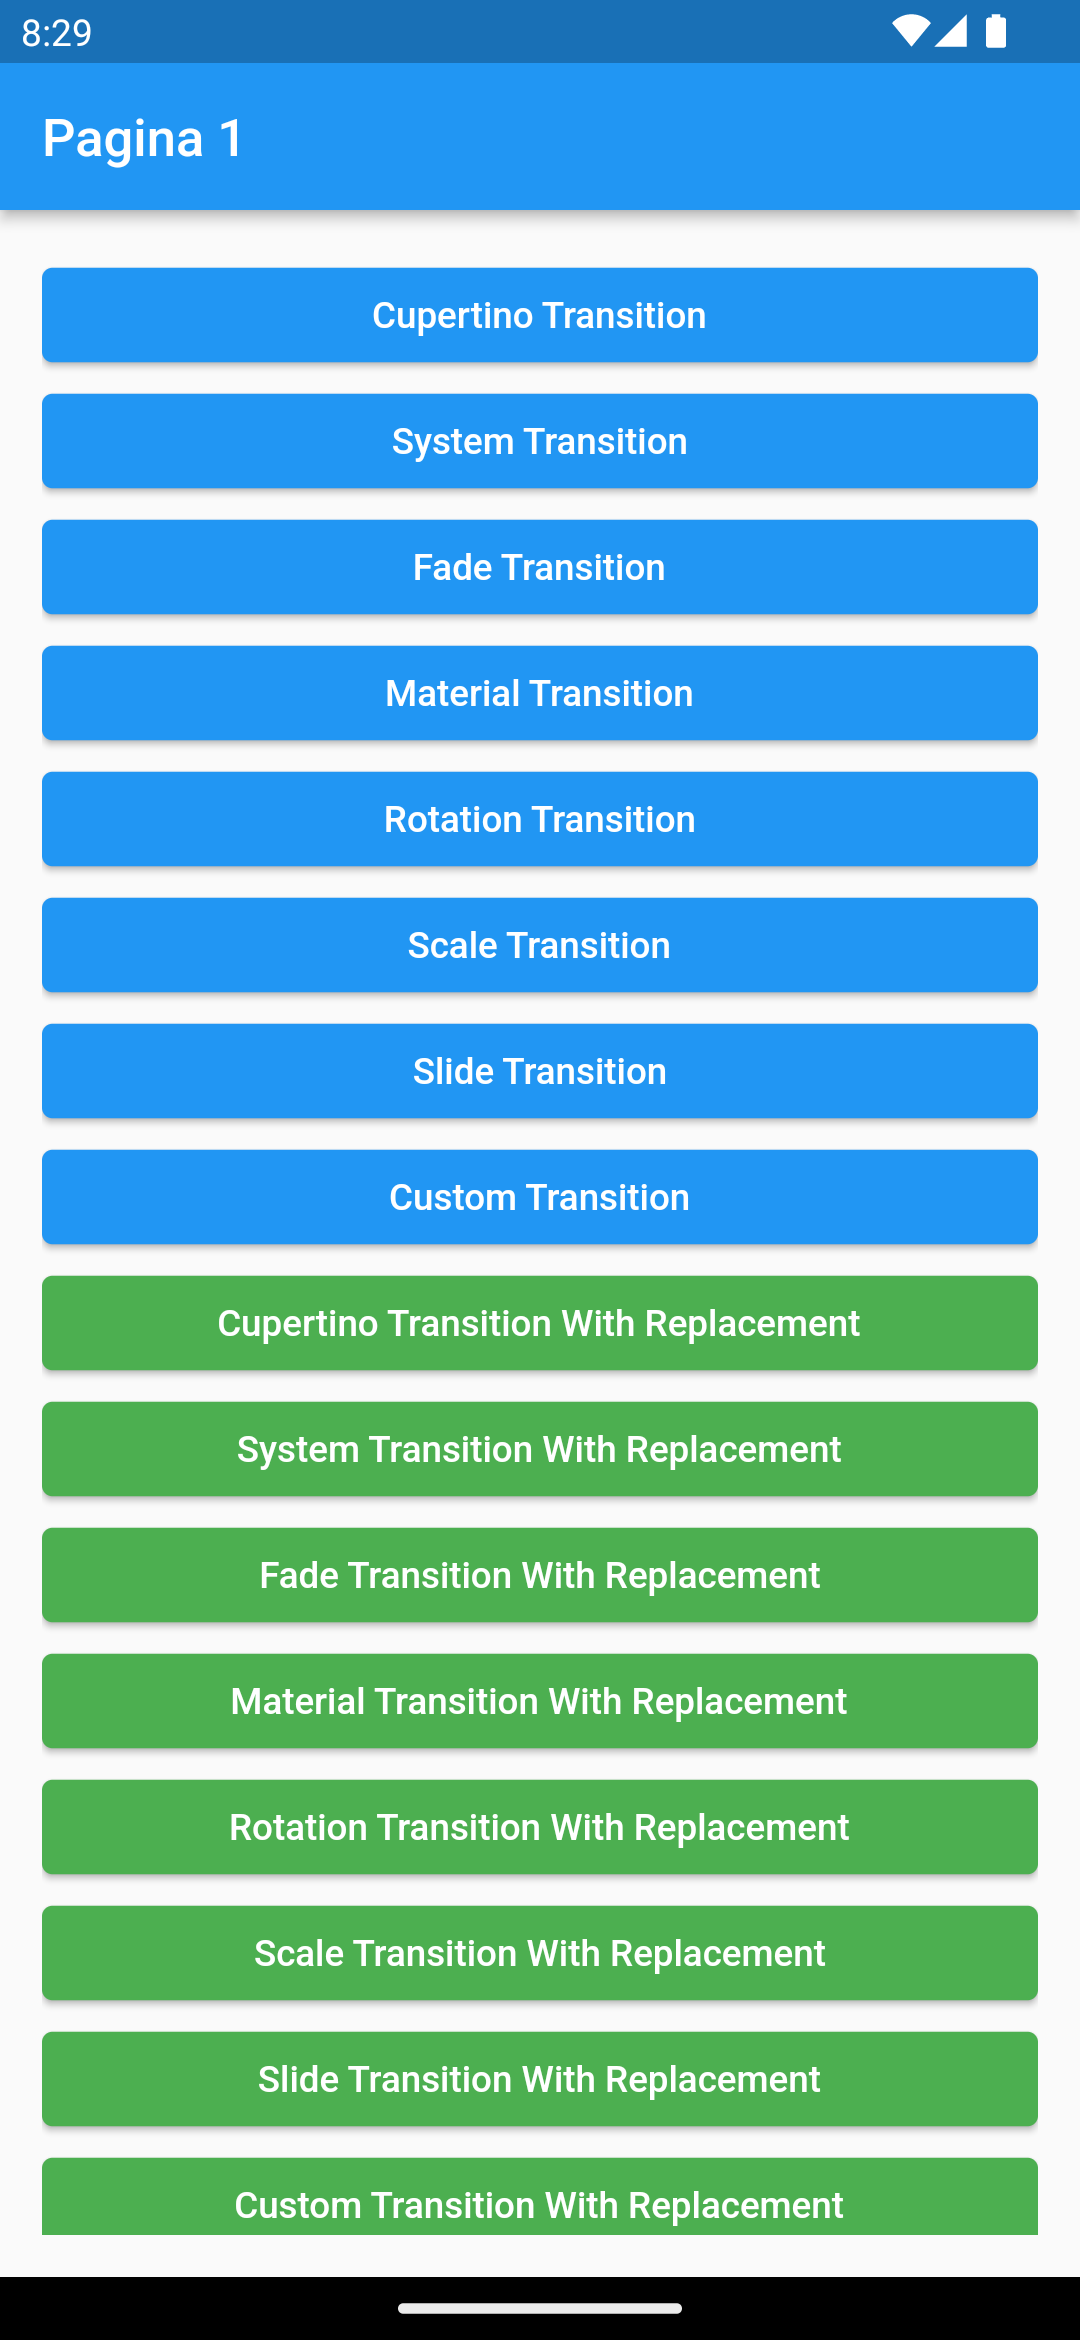 8:29
Pagina 1
Cupertino Transition
System Transition
Fade Transition
Material Transition
Rotation Transition
Scale Transition
Slide Transition
Custom Transition
Cupertino Transition With Replacement
System Transition With Replacement
Fade Transition With Replacement
Material Transition With Replacement
Rotation Transition With Replacement
Scale Transition With Replacement
Slide Transition With Replacement
Custom Transition With Replacement